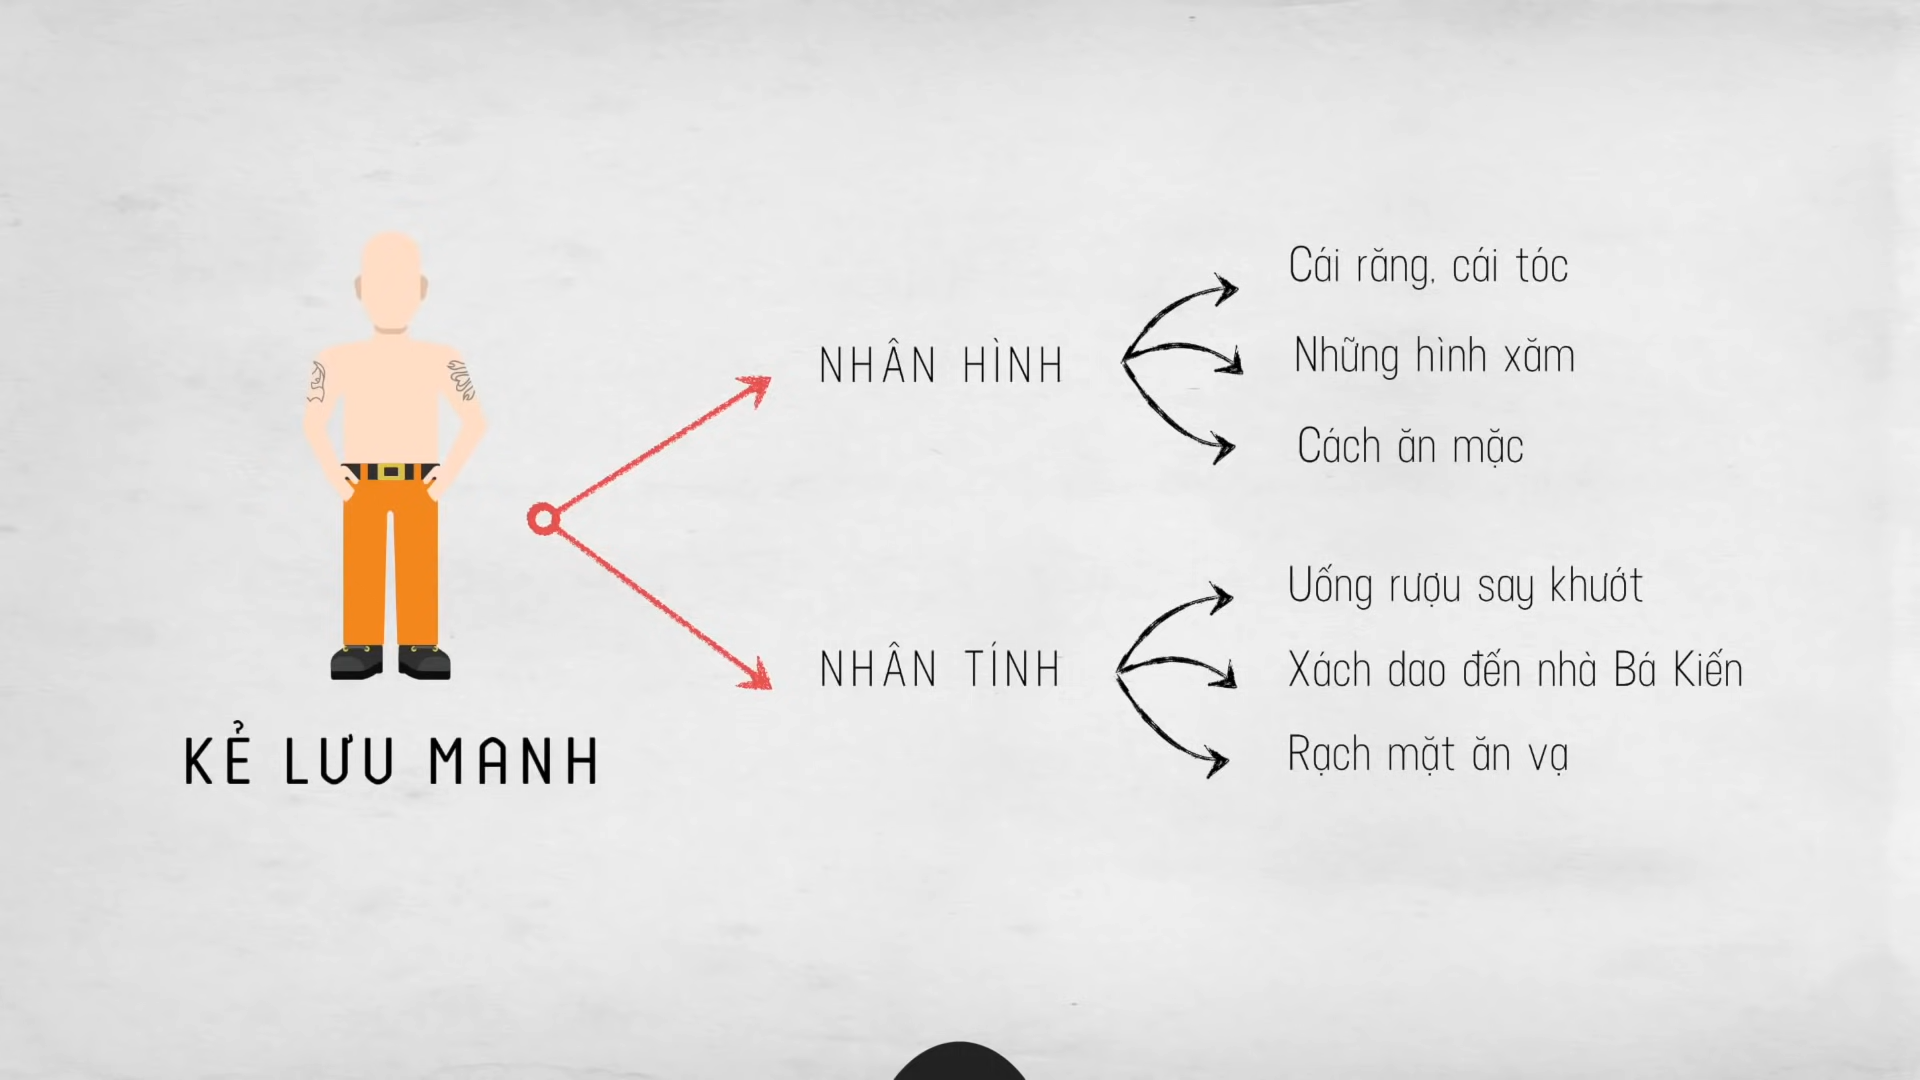 KẺ LƯU MANH
NHÂN HÌNH
Cái răng, cái tóc
Những hình xăm
Cách ăn mặc
NHÂN TÍNH
Uống rượu say khướt
Xách dao đến nhà Bá Kiến
Rạch mặt ăn vạ